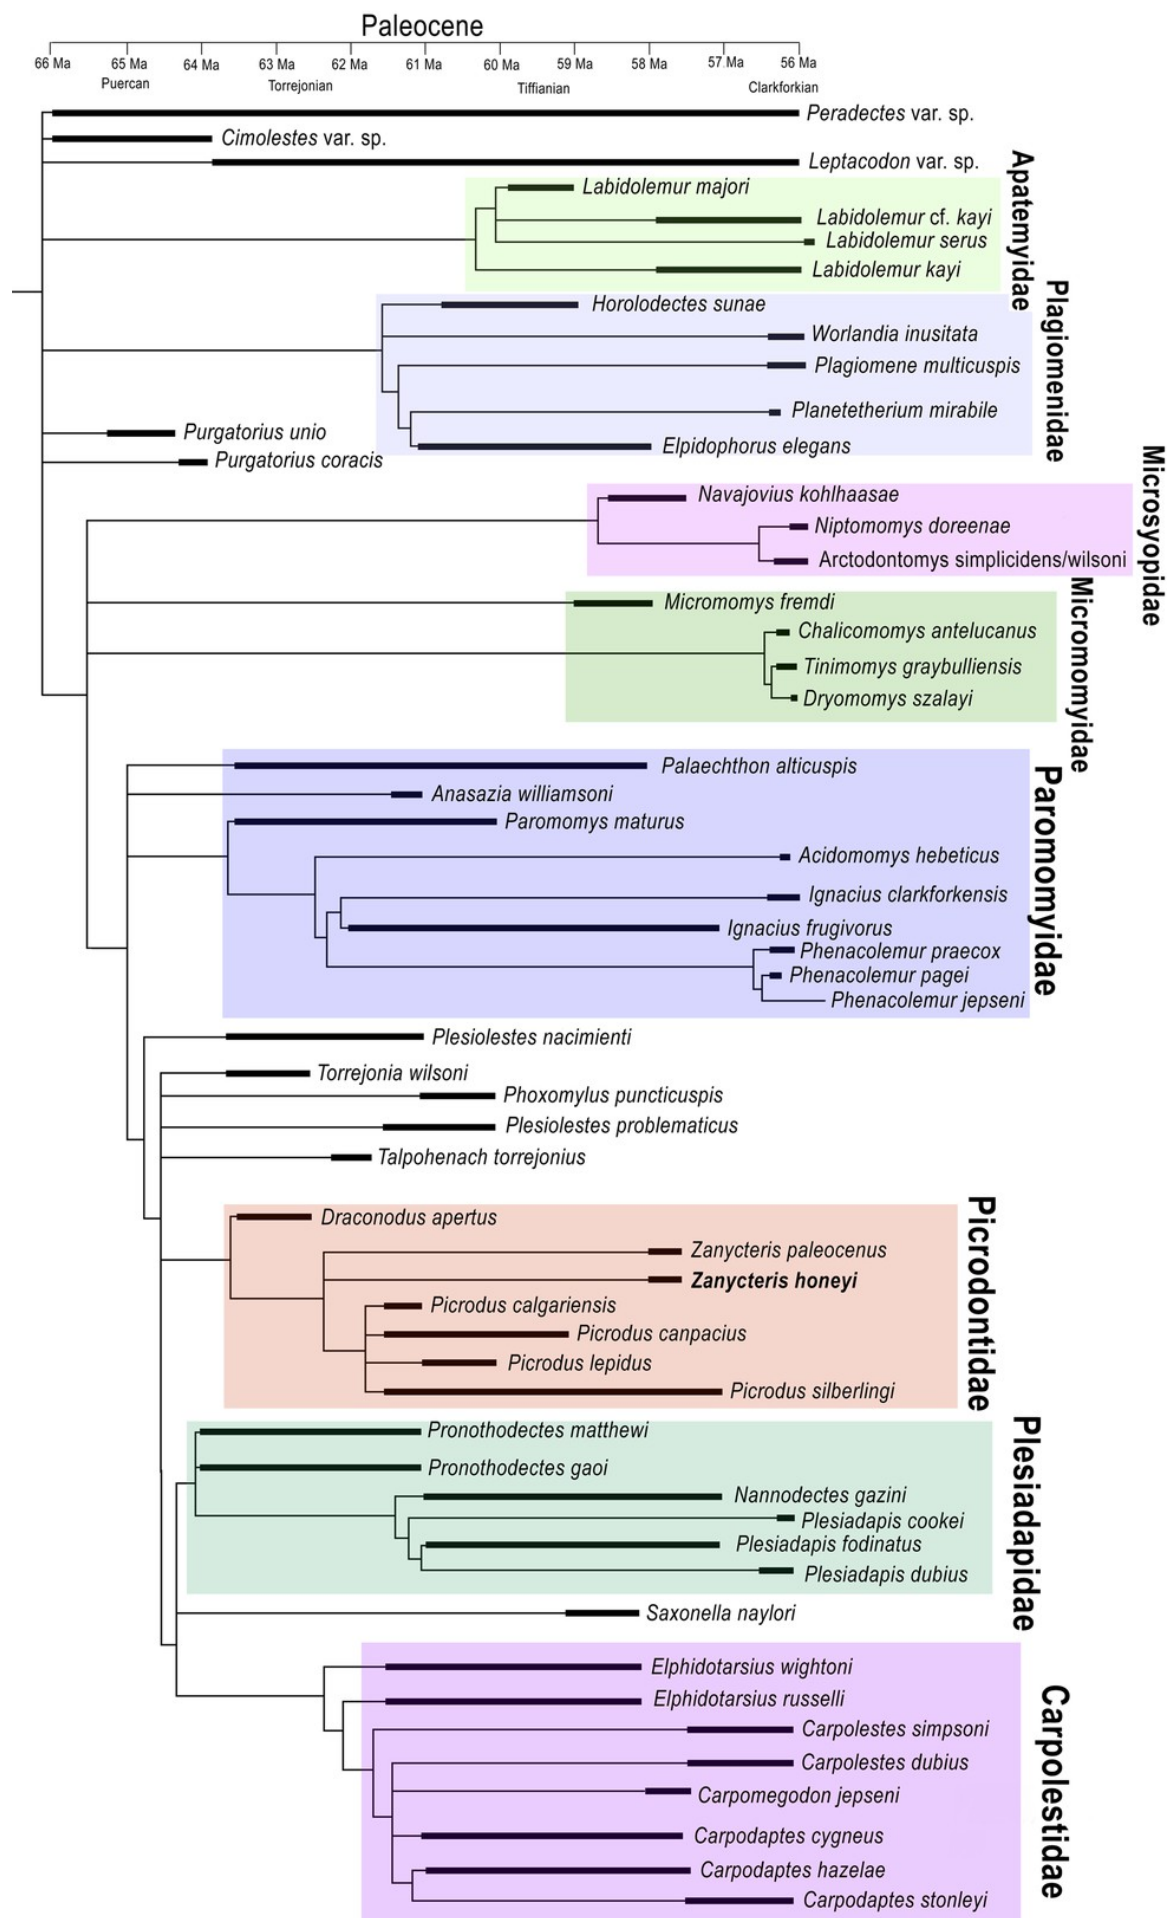 Paleocene
66 Ma 65 Ma 64 Ma 63 Ma 62 Ma 61 Ma 60 Ma 59 Ma 58 Ma 57 Ma 56 Ma
Puercan Torrejonian Tiffianian Clarkforkian
Peradectes var. sp.
Cimolestes var. sp.
Leptacodon var. sp.
Apatemyidae
Labidolemur majori
Labidolemur cf. kayi
Labidolemur serus
Labidolemur kayi
Plagiomenidae
Horolodectes sunae
Worlandia inusitata
Plagiomene multicuspis
Planetetherium mirabile
Purgatorius unio
Elpidophorus elegans
Purgatorius coracis
Microsyopidae
Navajovius kohlhaasae
Niptomomys doreenae
Arctodontomys simplicidens/wilsoni
Micromomyidae
Micromomys fremdi
Chalicomomys antelucanus
Tinimomys graybulliensis
Dryomomys szalayi
Paromomyidae
Palaechthon alticuspis
Anasazia williamsoni
Paromomys maturus
Acidomomys hebeticus
Ignacius clarkforkensis
Ignacius frugivorus
Phenacolemur praecox
Phenacolemur pagei
Phenacolemur jepseni
Plesiolestes nacimienti
Torrejonia wilsoni
Phoxomylus puncticuspis
Plesiolestes problematicus
Talpohenach torrejonius
Picrodontidae
Draconodus apertus
Zanycteris paleocenus
Zanycteris honeyi
Picrodus calgariensis
Picrodus canpacius
Picrodus lepidus
Picrodus silberlingi
Plesiadapidae
Pronothodectes matthewi
Pronothodectes gaoi
Nannodectes gazini
Plesiadapis cookei
Plesiadapis fodinatus
Plesiadapis dubius
Saxonella naylori
Carpolestidae
Elphidotarsius wightoni
Elphidotarsius russelli
Carpolestes simpsoni
Carpolestes dubius
Carpomegodon jepseni
Carpodaptes cygneus
Carpodaptes hazelae
Carpodaptes stonleyi